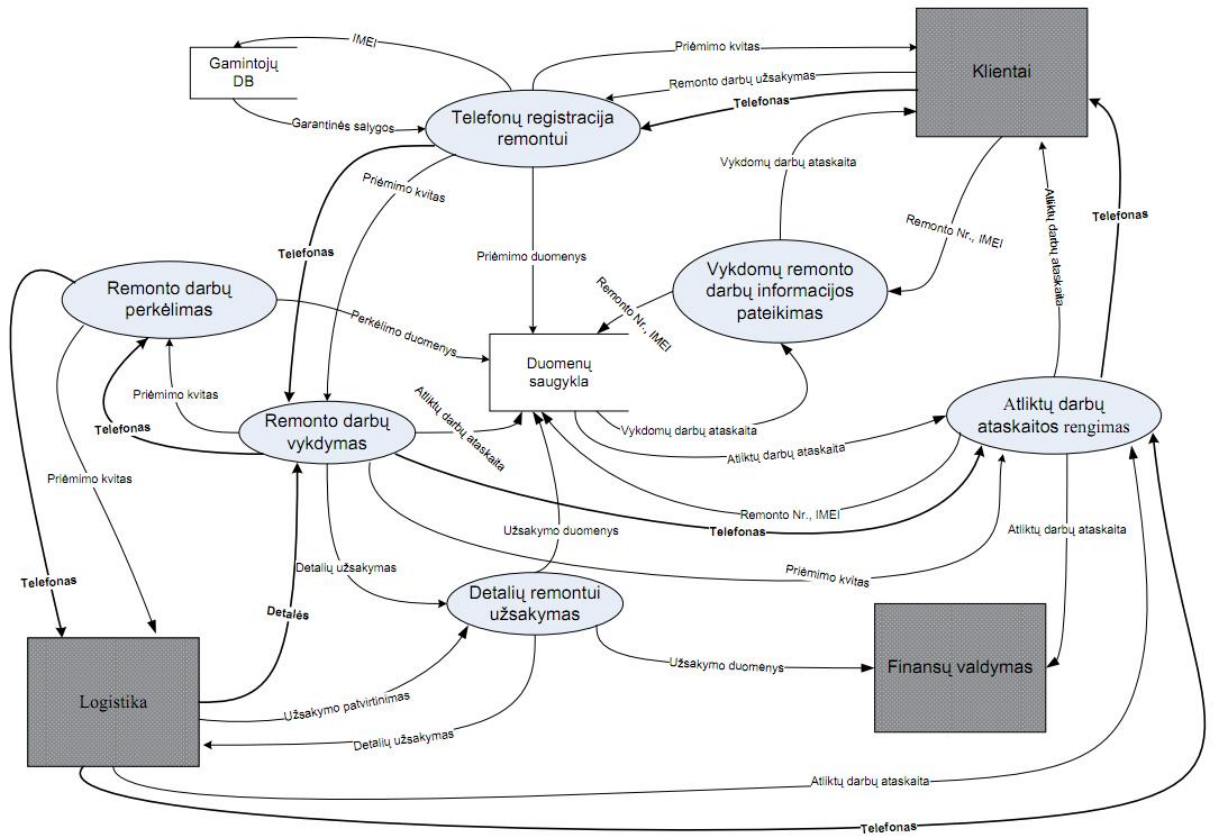 IMEI
Gamintojų
DB
Garantinės salygos
Telefonų registracija
remontui
Priėmimo kvitas
Remonto darbų užsakymas
Telefonas
Klientai
Vykdomų darbų ataskaita
Remonto Nr., IMEI
Atliktų darbų ataskaita
Telefonas
Priėmimo kvitas
Telefonas
Priėmimo duomenys
Remonto darbų
perkėlimas
Perkėlimo duomenys
Remonto Nr., IMEI
Vykdomų remonto
darbų informacijos
pateikimas
Duomenų
saugykla
Priėmimo kvitas
Telefonas
Remonto darbų
vykdymas
Atliktų darbų
ataskaita
Vykdomų darbų ataskaita
Atliktų darbų ataskaita
Atliktų darbų
ataskaitos rengimas
Priėmimo kvitas
Remonto Nr., IMEI
Telefonas
Užsakymo duomenys
Atliktų darbų ataskaita
Detalių užsakymas
Priėmimo kvitas
Telefonas
Detalės
Detalių remontui
užsakymas
Logistika
Užsakymo patvirtinimas
Detalių užsakymas
Užsakymo duomenys
Finansų valdymas
Atliktų darbų ataskaita
Telefonas